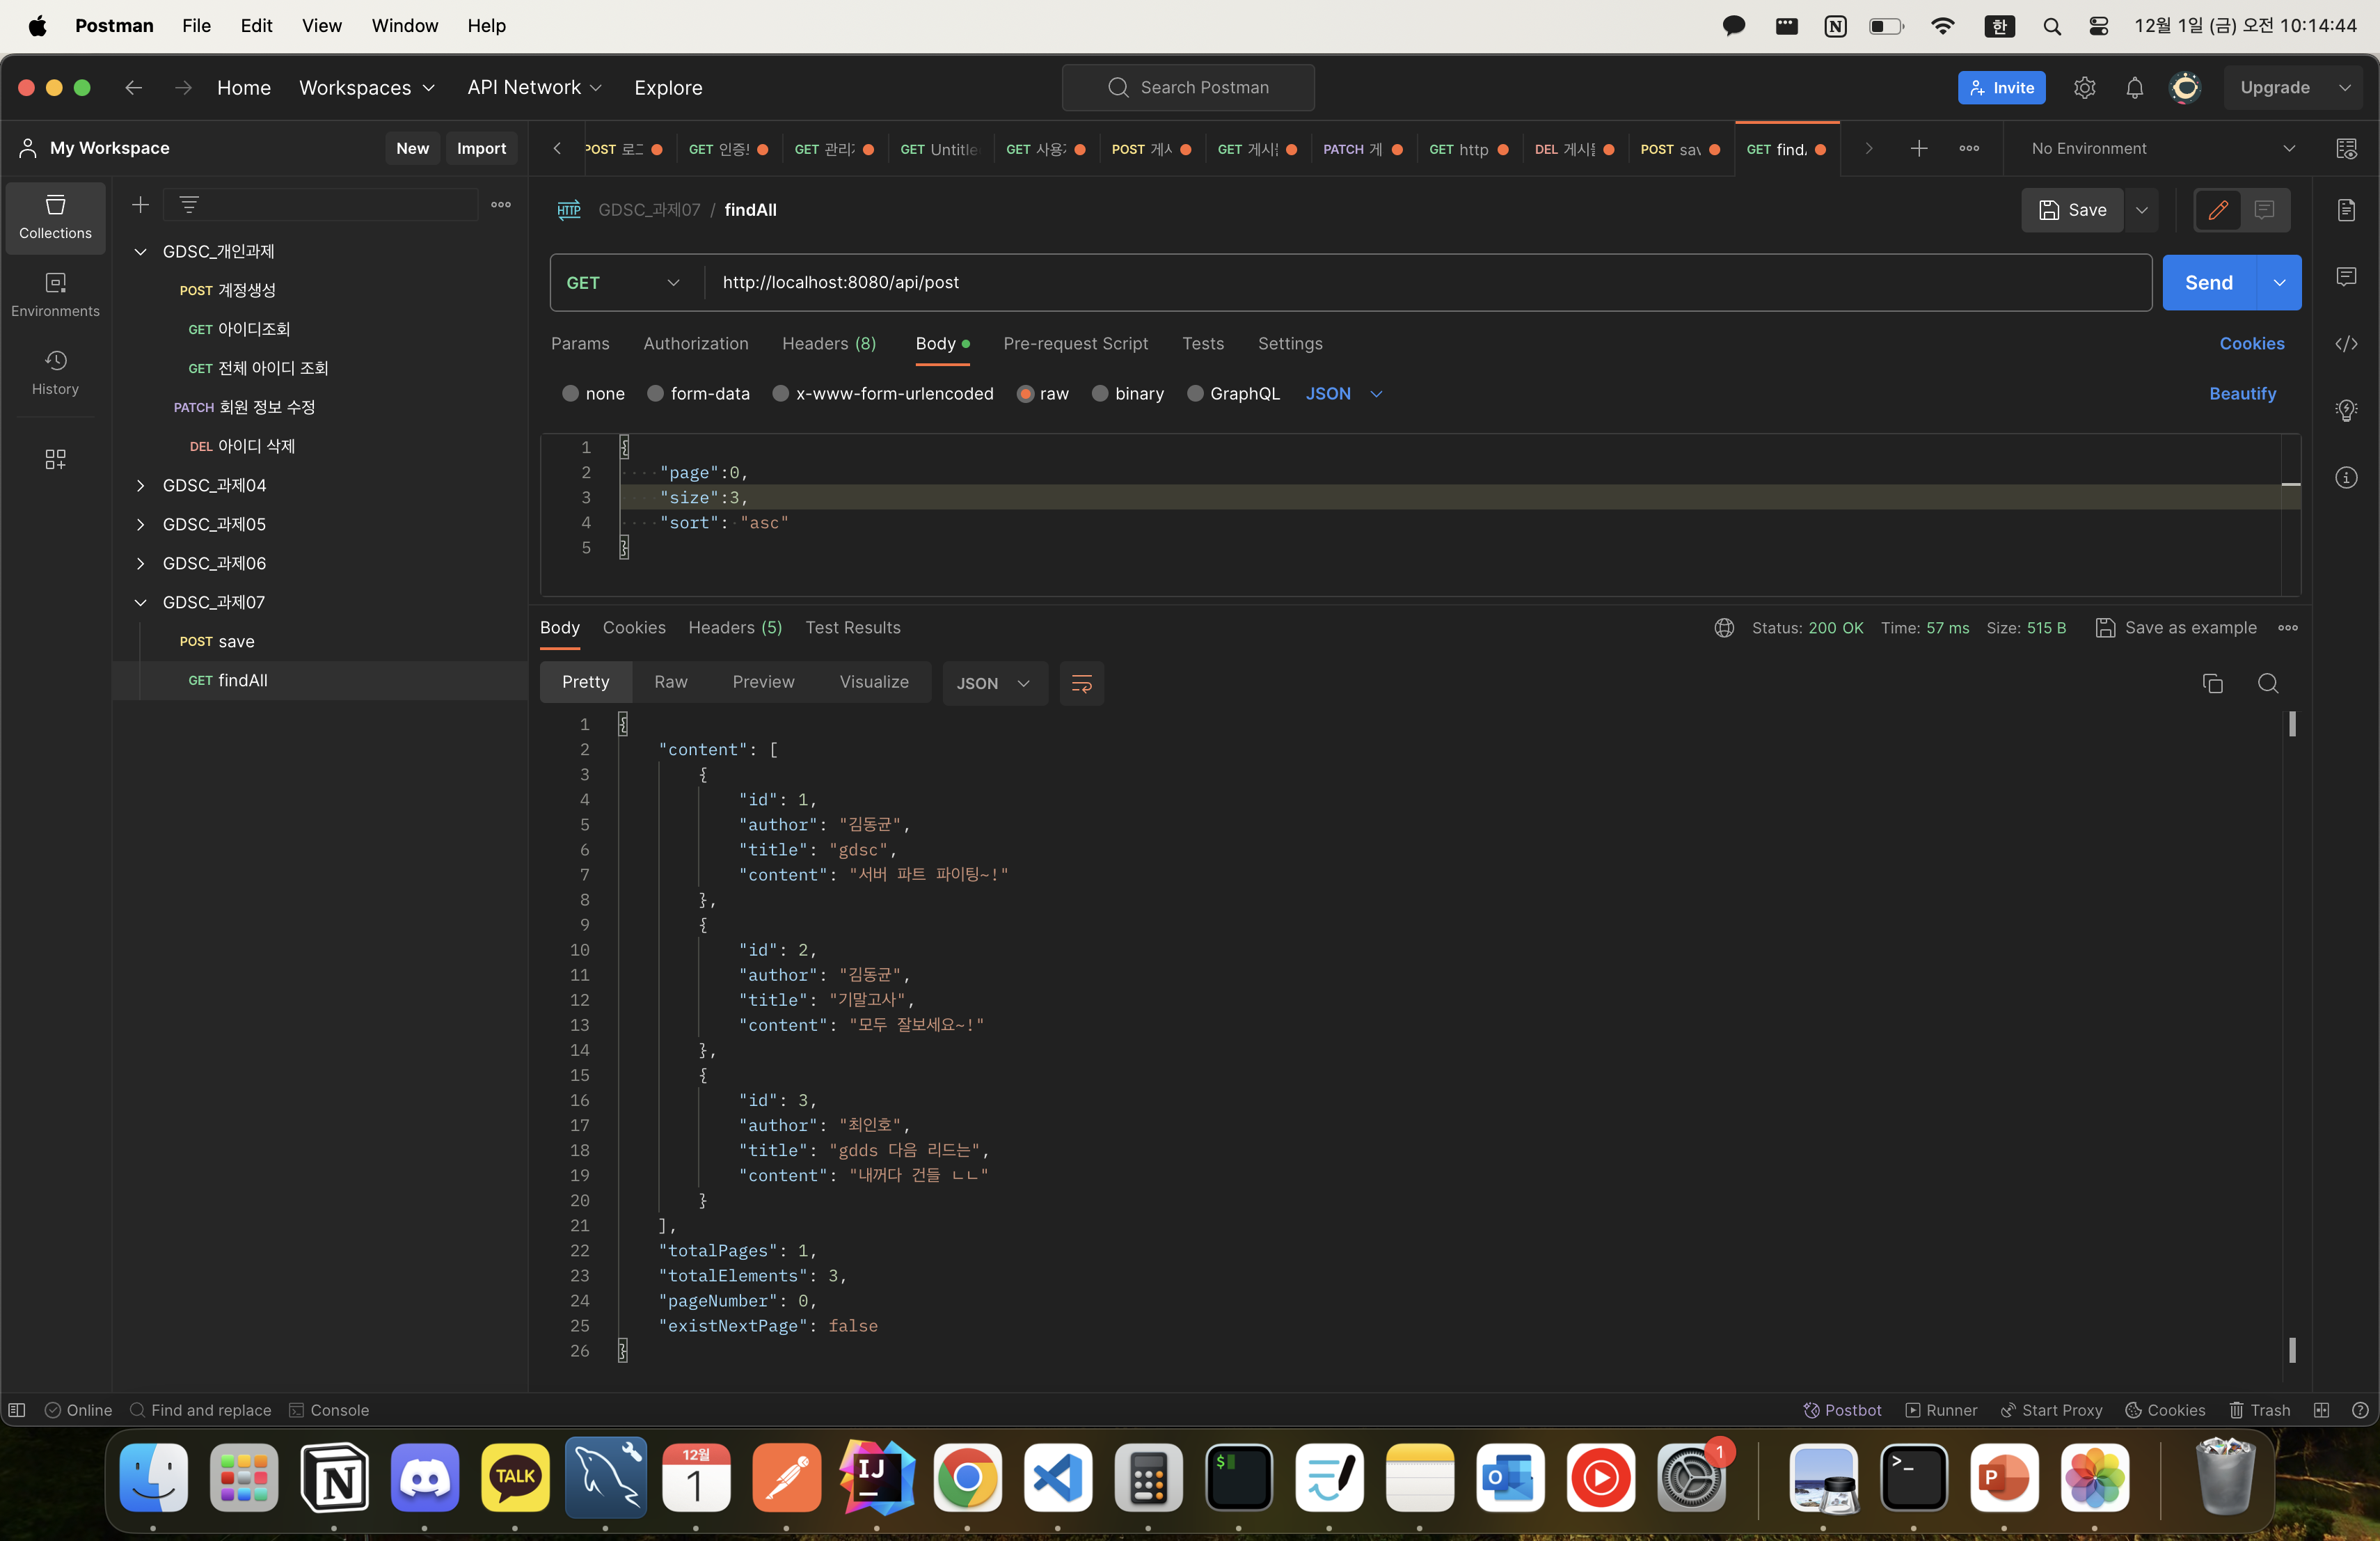 Postman File Edit View Window Help 한 12월 1일 (금) 오전 10:14:44
Home Workspaces API Network Explore Search Postman Invite Upgrade
My Workspace New Import
POST 로그 GET 인증! GET 관리자 GET Untitle GET 사용자 POST 게시 GET 게시물 PATCH 게 GET http DEL 게시물 POST sav GET findA No Environment
Collections
Environments
History
GDSC_개인과제
POST 계정생성
GET 아이디조회
GET 전체 아이디 조회
PATCH 회원 정보 수정
DEL 아이디 삭제
GDSC_과제04
GDSC_과제05
GDSC_과제06
GDSC_과제07
POST save
GET findAll
HTTP GDSC_과제07 / findAll Save
GET http://localhost:8080/api/post Send
Params Authorization Headers (8) Body Pre-request Script Tests Settings Cookies
none form-data x-www-form-urlencoded raw binary GraphQL JSON Beautify
1 {
2 "page":0,
3 "size":3,
4 "sort": "asc"
5 }
Body Cookies Headers (5) Test Results Status: 200 OK Time: 57 ms Size: 515 B Save as example
Pretty Raw Preview Visualize JSON
1 {
2 "content": [
3 {
4 "id": 1,
5 "author": "김동균",
6 "title": "gdsc",
7 "content": "서버 파트 파이팅~!"
8 },
9 {
10 "id": 2,
11 "author": "김동균",
12 "title": "기말고사",
13 "content": "모두 잘보세요~!"
14 },
15 {
16 "id": 3,
17 "author": "최인호",
18 "title": "gdds 다음 리드는",
19 "content": "내꺼다 건들 ㄴㄴ"
20 }
21 ],
22 "totalPages": 1,
23 "totalElements": 3,
24 "pageNumber": 0,
25 "existNextPage": false
26 }
Online Find and replace Console Postbot Runner Start Proxy Cookies Trash
TALK 12월 1 IJ $ O 1 >_ P